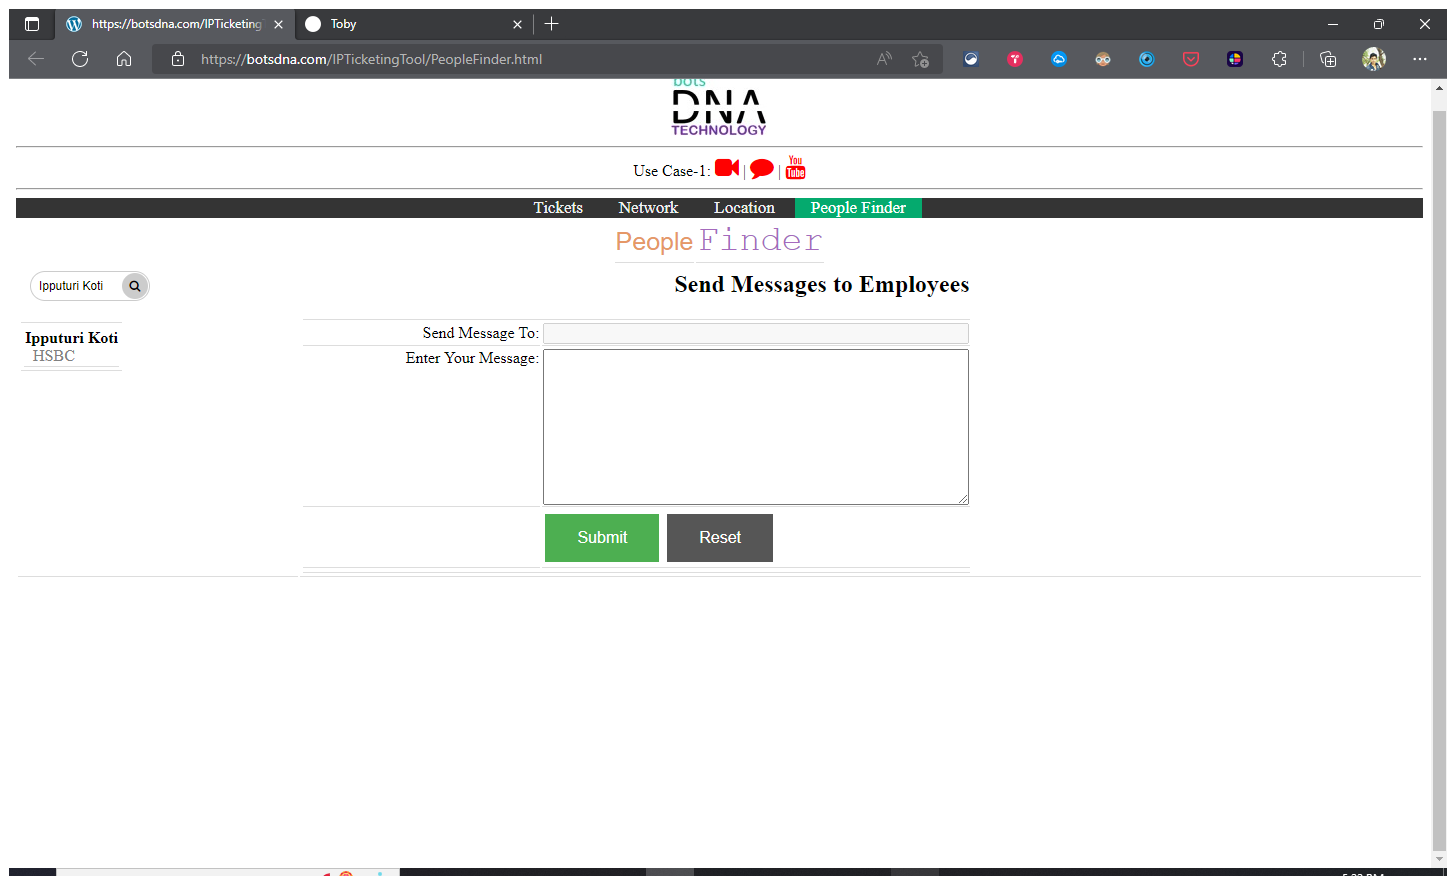 https://botsdna.com/IPTicketing
Toby
https://botsdna.com/IPTicketingTool/PeopleFinder.html
bots
DNA
TECHNOLOGY
Use Case-1: | | You Tube
Tickets Network Location People Finder
People Finder
Ipputuri Koti
Send Messages to Employees
Ipputuri Koti
HSBC
Send Message To:
Enter Your Message:
Submit Reset